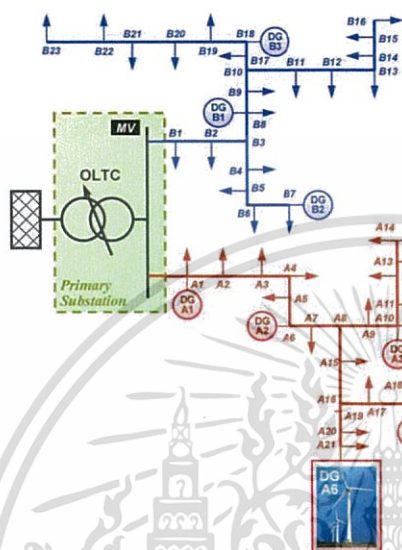 B16
B21 B20 B18 DG B3
B15
B23 B22 B19 B17
B14
B10 B11 B12 B13
B9
DG B1
MV
B8
B1 B2 B3
OLTC
B4
B5 B7 DG B2
B6
A14
A4
A13
Primary
Substation
A1 A2 A3
DG A1
A5
A11
DG A2
A7 A8 A10
A6 A9
A15
A16
A19 A17
A20
A21
DG
A6